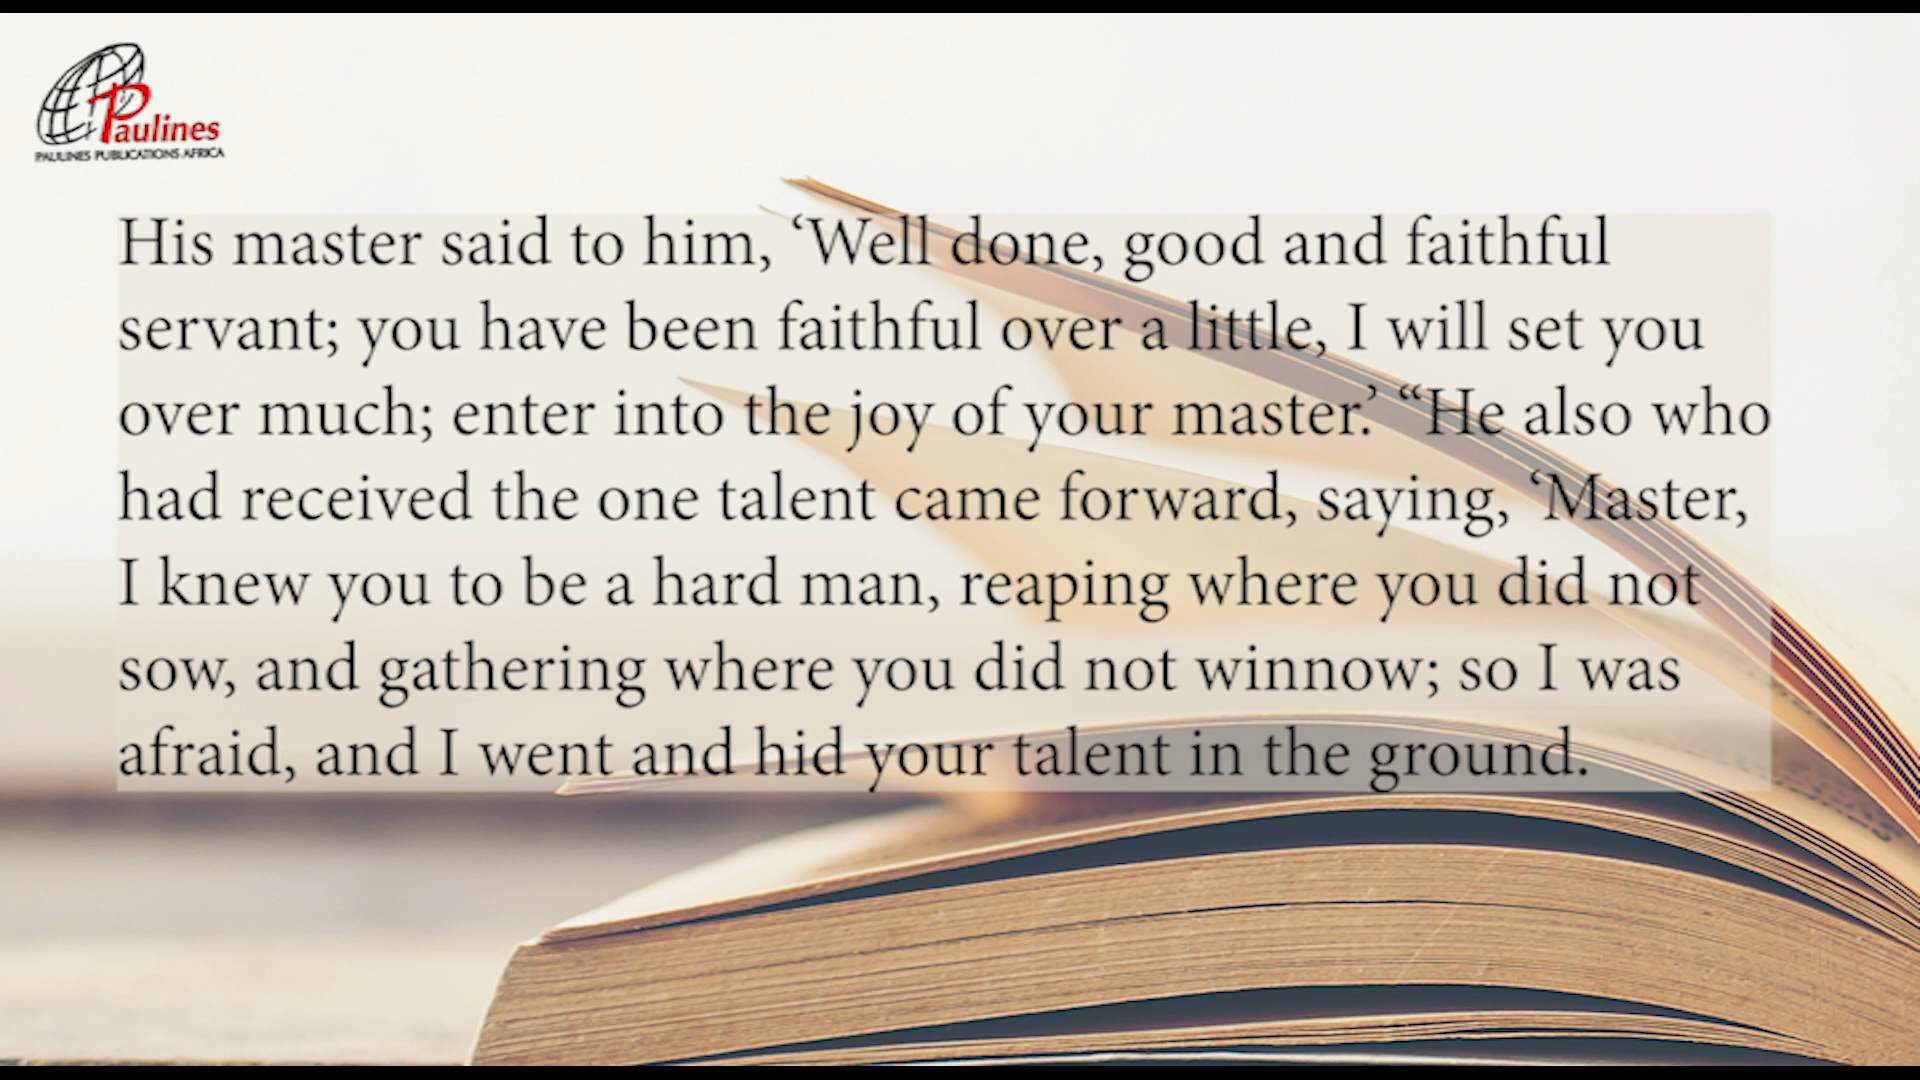 Paulines
PAULINES PUBLICATIONS AFRICA
His master said to him, ‘Well done, good and faithful
servant; you have been faithful over a little, I will set you
over much; enter into the joy of your master.’ “He also who
had received the one talent came forward, saying, ‘Master,
I knew you to be a hard man, reaping where you did not
sow, and gathering where you did not winnow; so I was
afraid, and I went and hid your talent in the ground.